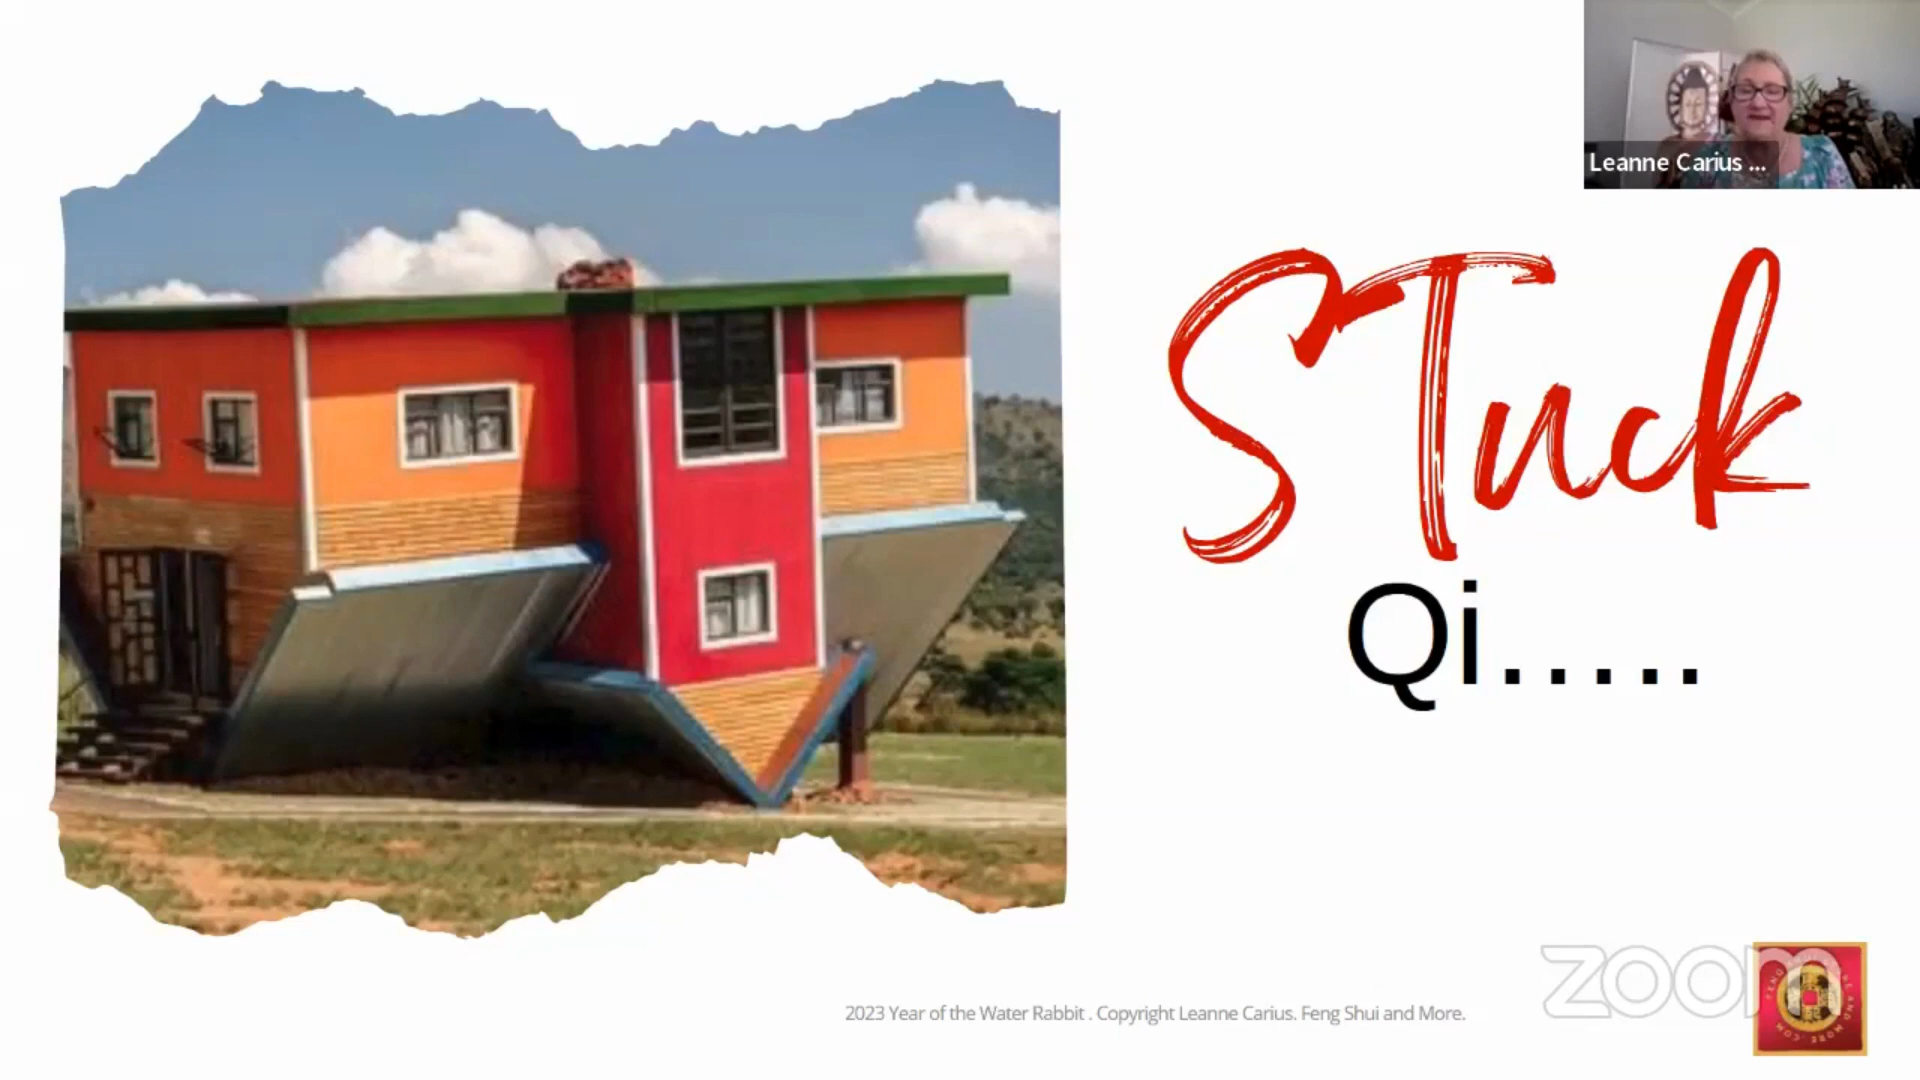 Leanne Carius ...
STuck
Qi.....
zoom
2023 Year of the Water Rabbit . Copyright Leanne Carius. Feng Shui and More.